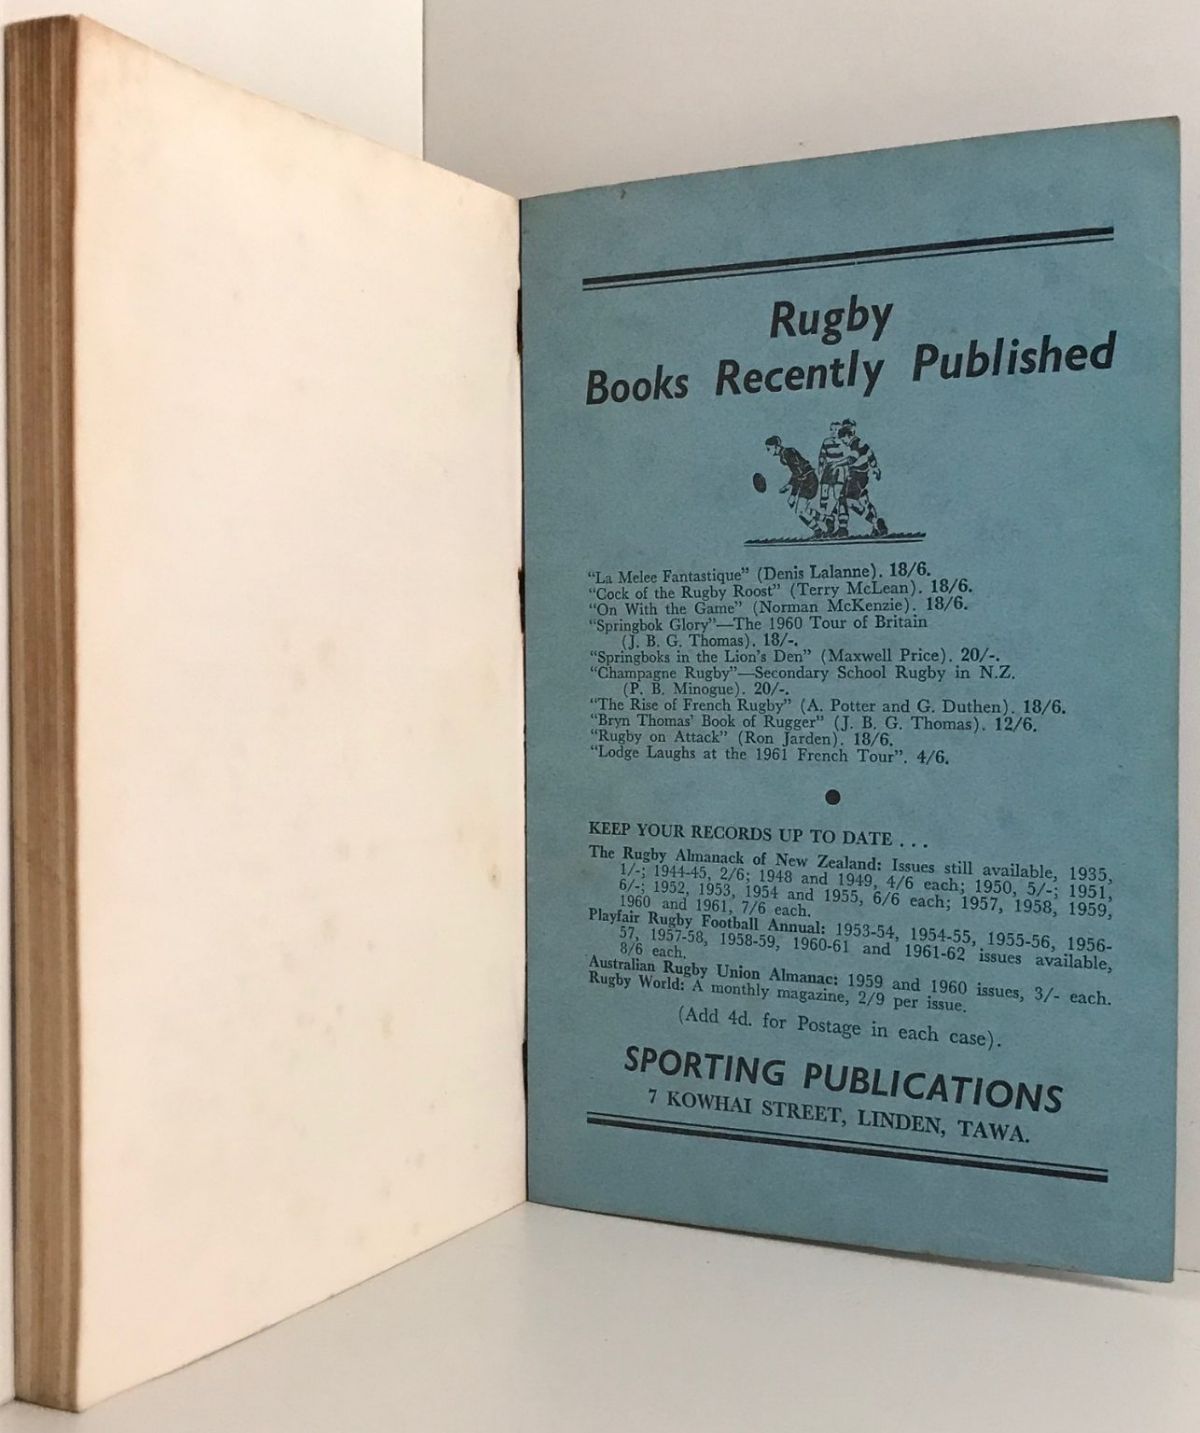 Rugby
Books Recently Published
"La Melee Fantastique" (Denis Lalanne). 18/6.
"Cock of the Rugby Roost" (Terry McLean). 18/6.
"On With the Game" (Norman McKenzie). 18/6.
"Springbok Glory"—The 1960 Tour of Britain
(J. B. G. Thomas). 18/-.
"Springboks in the Lion's Den" (Maxwell Price). 20/-.
"Champagne Rugby"—Secondary School Rugby in N.Z.
(P. B. Minogue). 20/-.
"The Rise of French Rugby" (A. Potter and G. Duthen). 18/6.
"Bryn Thomas' Book of Rugger" (J. B. G. Thomas). 12/6.
"Rugby on Attack" (Ron Jarden). 18/6.
"Lodge Laughs at the 1961 French Tour". 4/6.
KEEP YOUR RECORDS UP TO DATE . . .
The Rugby Almanack of New Zealand: Issues still available, 1935,
1/-; 1944-45, 2/6; 1948 and 1949, 4/6 each; 1950, 5/-; 1951,
6/-; 1952, 1953, 1954 and 1955, 6/6 each; 1957, 1958, 1959,
1960 and 1961, 7/6 each.
Playfair Rugby Football Annual: 1953-54, 1954-55, 1955-56, 1956-
57, 1957-58, 1958-59, 1960-61 and 1961-62 issues available,
8/6 each.
Australian Rugby Union Almanac: 1959 and 1960 issues, 3/- each.
Rugby World: A monthly magazine, 2/9 per issue.
(Add 4d. for Postage in each case).
SPORTING PUBLICATIONS
7 KOWHAI STREET, LINDEN, TAWA.